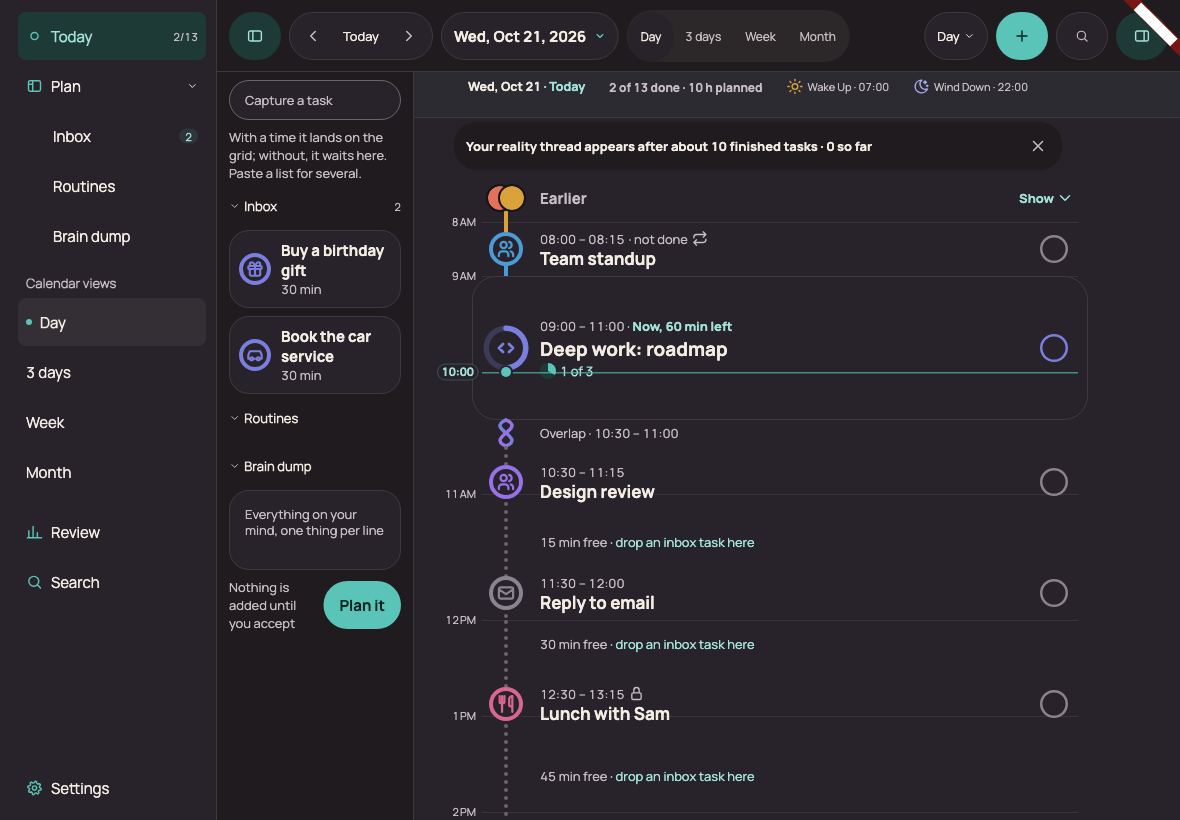 Today 2/13
Plan
Inbox 2
Routines
Brain dump
Calendar views
Day
3 days
Week
Month
Review
Search
Settings
Today
Wed, Oct 21, 2026
Day 3 days Week Month
Day
Capture a task
With a time it lands on the
grid; without, it waits here.
Paste a list for several.
Inbox 2
Buy a birthday
gift
30 min
Book the car
service
30 min
Routines
Brain dump
Everything on your
mind, one thing per line
Nothing is
added until
you accept
Plan it
Wed, Oct 21 · Today 2 of 13 done · 10 h planned Wake Up · 07:00 Wind Down · 22:00
Your reality thread appears after about 10 finished tasks · 0 so far
Earlier Show
8 AM
08:00 – 08:15 · not done
Team standup
9 AM
09:00 – 11:00 · Now, 60 min left
Deep work: roadmap
10:00 1 of 3
Overlap · 10:30 – 11:00
10:30 – 11:15
Design review
11 AM
15 min free · drop an inbox task here
11:30 – 12:00
Reply to email
12 PM
30 min free · drop an inbox task here
12:30 – 13:15
Lunch with Sam
1 PM
45 min free · drop an inbox task here
2 PM